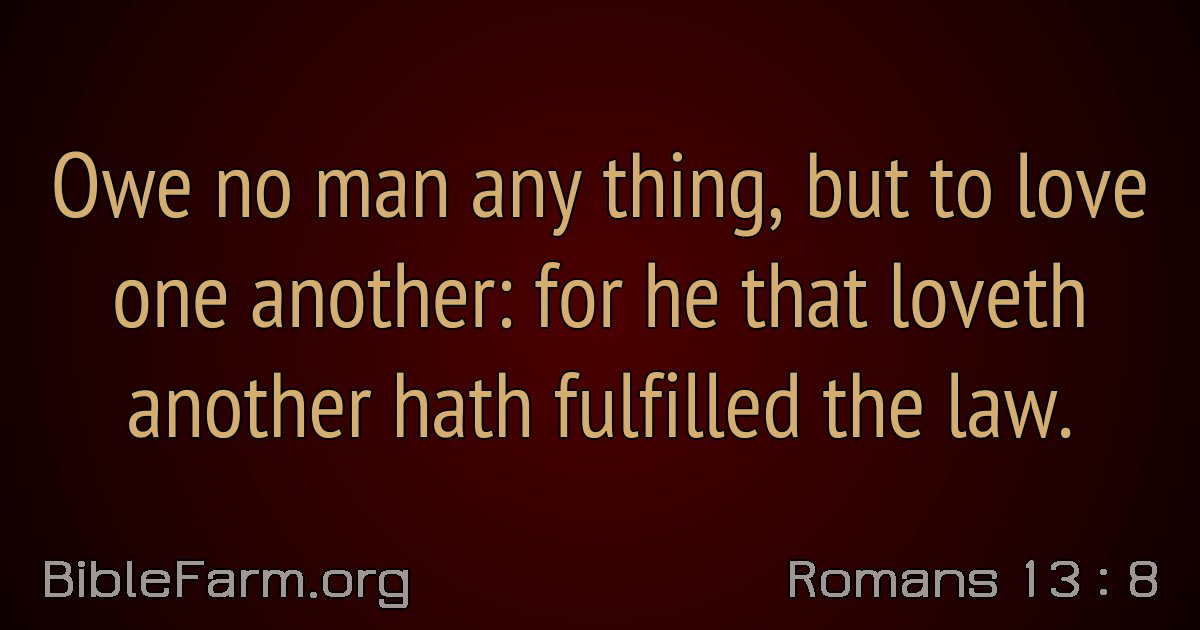 Owe no man any thing, but to love
one another: for he that loveth
another hath fulfilled the law.
BibleFarm.org
Romans 13 : 8